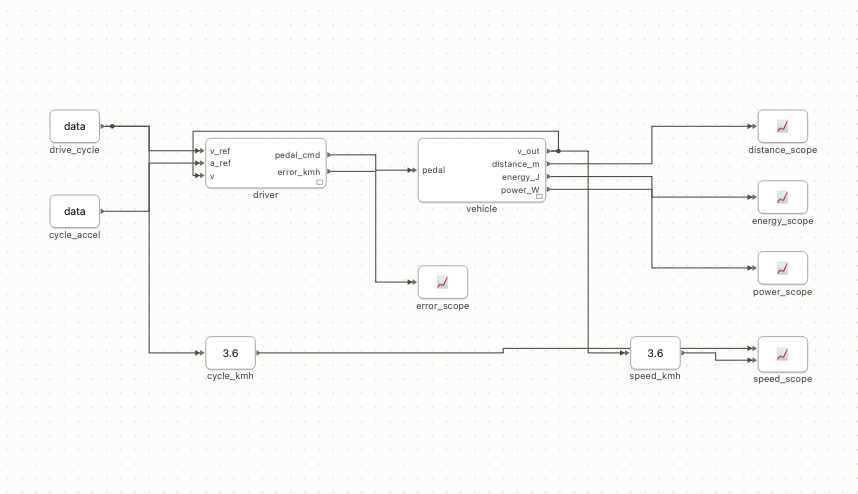 data
drive_cycle
data
cycle_accel
v_ref
a_ref
v
pedal_cmd
error_kmh
driver
pedal
v_out
distance_m
energy_J
power_W
vehicle
distance_scope
energy_scope
power_scope
error_scope
3.6
cycle_kmh
3.6
speed_kmh
speed_scope